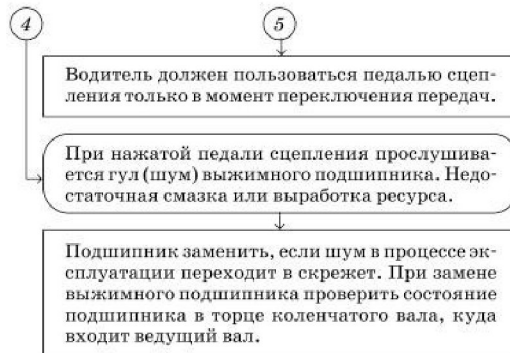 4
5
Водитель должен пользоваться педалью сцеп-
ления только в момент переключения передач.
При нажатой педали сцепления прослушива-
ется гул (шум) выжимного подшипника. Недо-
статочная смазка или выработка ресурса.
Подшипник заменить, если шум в процессе эк-
сплуатации переходит в скрежет. При замене
выжимного подшипника проверить состояние
подшипника в торце коленчатого вала, куда
входит ведущий вал.